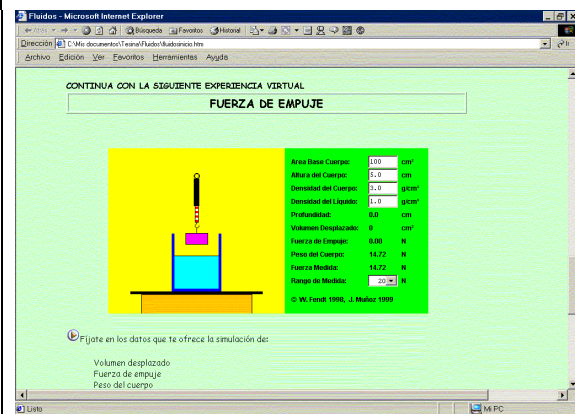 Fluidos - Microsoft Internet Explorer
Atrás Búsqueda Favoritos Historial
Dirección C:\Mis documentos\Tesina\Fluidos\fluidosinicio.htm
Archivo Edición Ver Favoritos Herramientas Ayuda
CONTINUA CON LA SIGUIENTE EXPERIENCIA VIRTUAL
FUERZA DE EMPUJE
Area Base Cuerpo: 100 cm²
Altura del Cuerpo: 5.0 cm
Densidad del Cuerpo: 3.0 g/cm³
Densidad del Líquido: 1.0 g/cm³
Profundidad: 0.0 cm
Volumen Desplazado: 0 cm³
Fuerza de Empuje: 0.00 N
Peso del Cuerpo: 14.72 N
Fuerza Medida: 14.72 N
Rango de Medida: 20 N
© W. Fendt 1998, J. Muñoz 1999
Fíjate en los datos que te ofrece la simulación de:
Volumen desplazado
Fuerza de empuje
Peso del cuerpo
Listo Mi PC